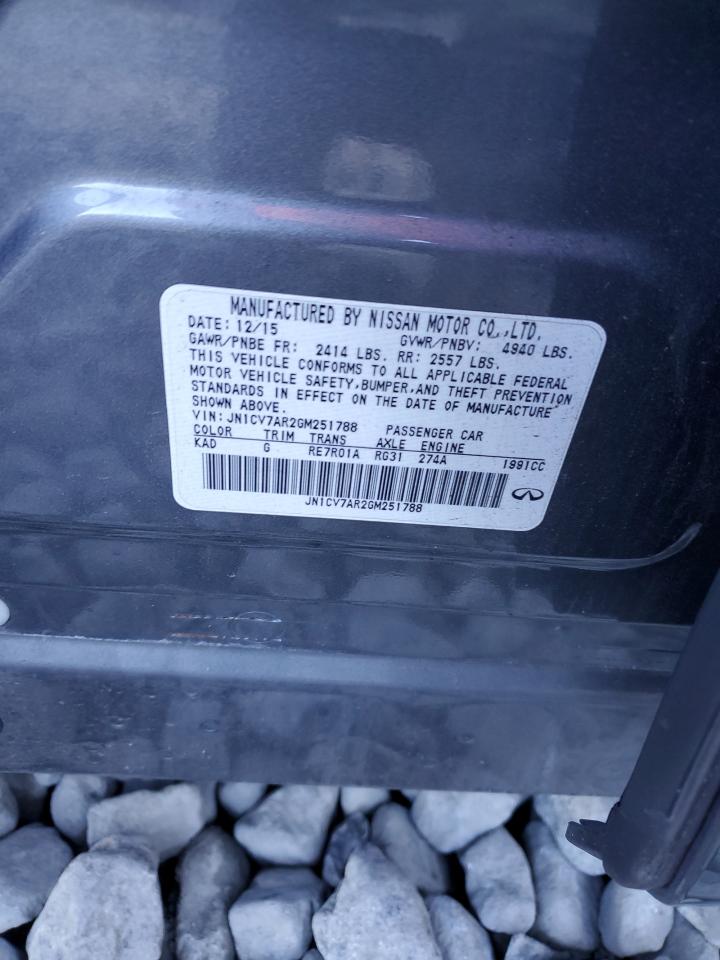 MANUFACTURED BY NISSAN MOTOR CO.,LTD.
DATE: 12/15 GVWR/PNBV: 4940 LBS.
GAWR/PNBE FR: 2414 LBS. RR: 2557 LBS.
THIS VEHICLE CONFORMS TO ALL APPLICABLE FEDERAL
MOTOR VEHICLE SAFETY,BUMPER,AND THEFT PREVENTION
STANDARDS IN EFFECT ON THE DATE OF MANUFACTURE
SHOWN ABOVE.
VIN: JN1CV7AR2GM251788 PASSENGER CAR
COLOR TRIM TRANS AXLE ENGINE
KAD G RE7R01A RG31 274A 1991CC
JN1CV7AR2GM251788